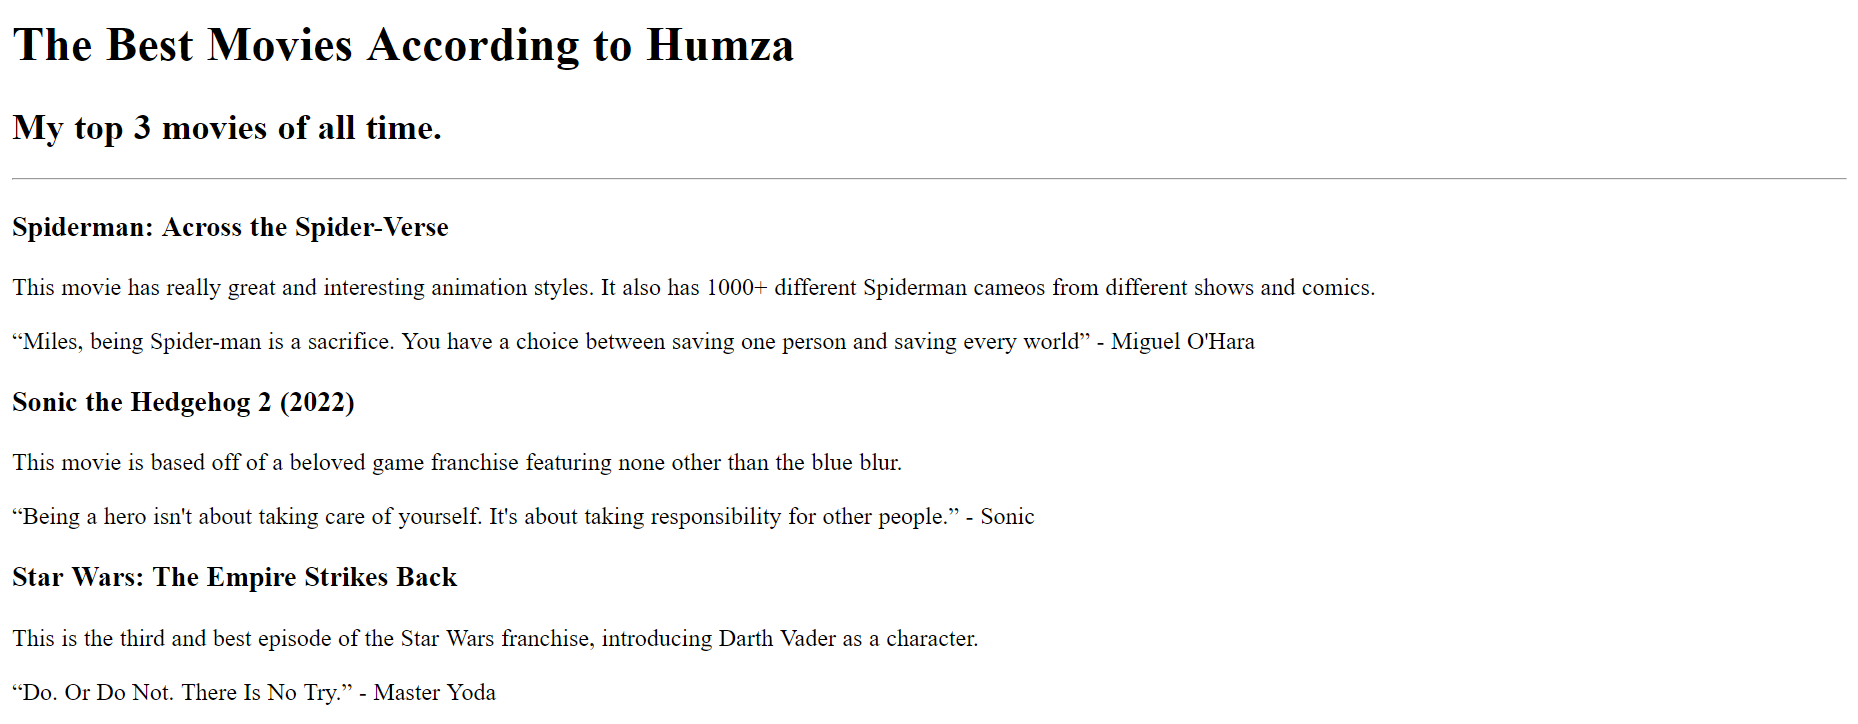 The Best Movies According to Humza
My top 3 movies of all time.
Spiderman: Across the Spider-Verse
This movie has really great and interesting animation styles. It also has 1000+ different Spiderman cameos from different shows and comics.
“Miles, being Spider-man is a sacrifice. You have a choice between saving one person and saving every world” - Miguel O'Hara
Sonic the Hedgehog 2 (2022)
This movie is based off of a beloved game franchise featuring none other than the blue blur.
“Being a hero isn't about taking care of yourself. It's about taking responsibility for other people.” - Sonic
Star Wars: The Empire Strikes Back
This is the third and best episode of the Star Wars franchise, introducing Darth Vader as a character.
“Do. Or Do Not. There Is No Try.” - Master Yoda